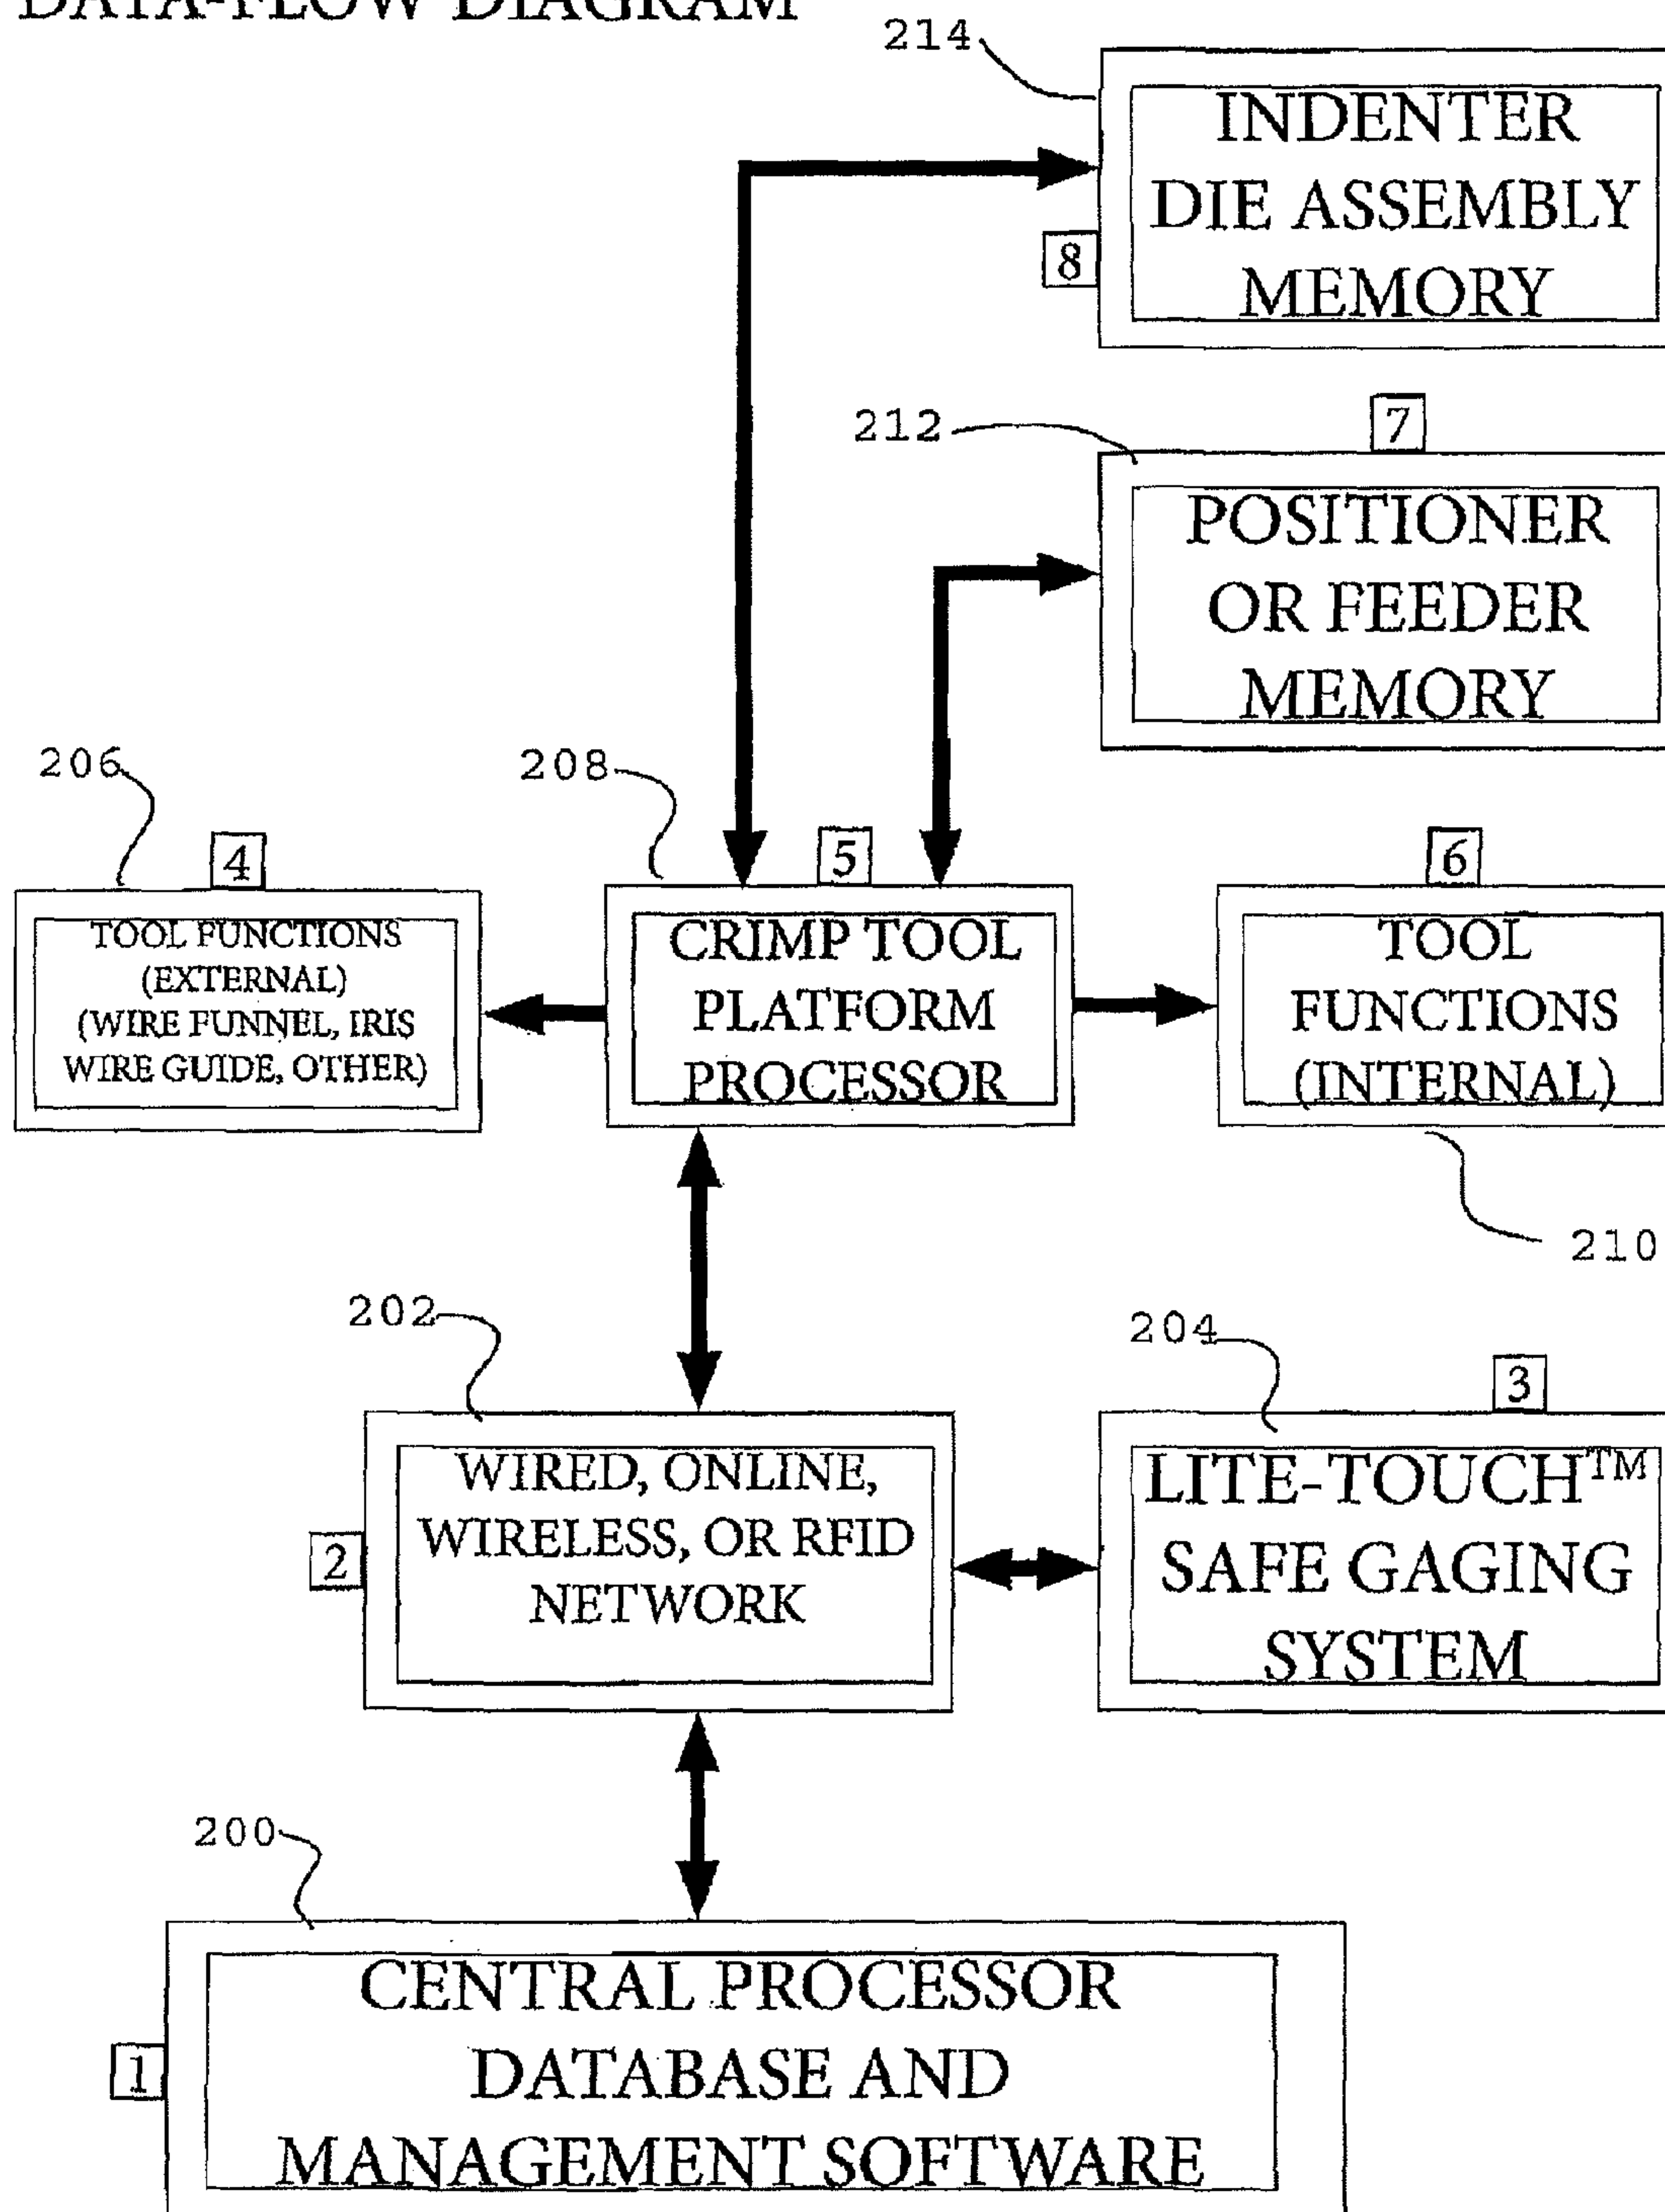 DATA-FLOW DIAGRAM
214
INDENTER
DIE ASSEMBLY
MEMORY
8
212
7
POSITIONER
OR FEEDER
MEMORY
206
208
4
5
6
TOOL FUNCTIONS
(EXTERNAL)
(WIRE FUNNEL, IRIS
WIRE GUIDE, OTHER)
CRIMP TOOL
PLATFORM
PROCESSOR
TOOL
FUNCTIONS
(INTERNAL)
210
202
204
3
2
WIRED, ONLINE,
WIRELESS, OR RFID
NETWORK
LITE-TOUCH™
SAFE GAGING
SYSTEM
200
1
CENTRAL PROCESSOR
DATABASE AND
MANAGEMENT SOFTWARE